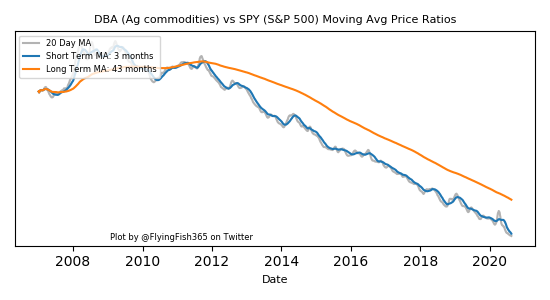 DBA (Ag commodities) vs SPY (S&P 500) Moving Avg Price Ratios
20 Day MA
Short Term MA: 3 months
Long Term MA: 43 months
Plot by @FlyingFish365 on Twitter
2008 2010 2012 2014 2016 2018 2020
Date